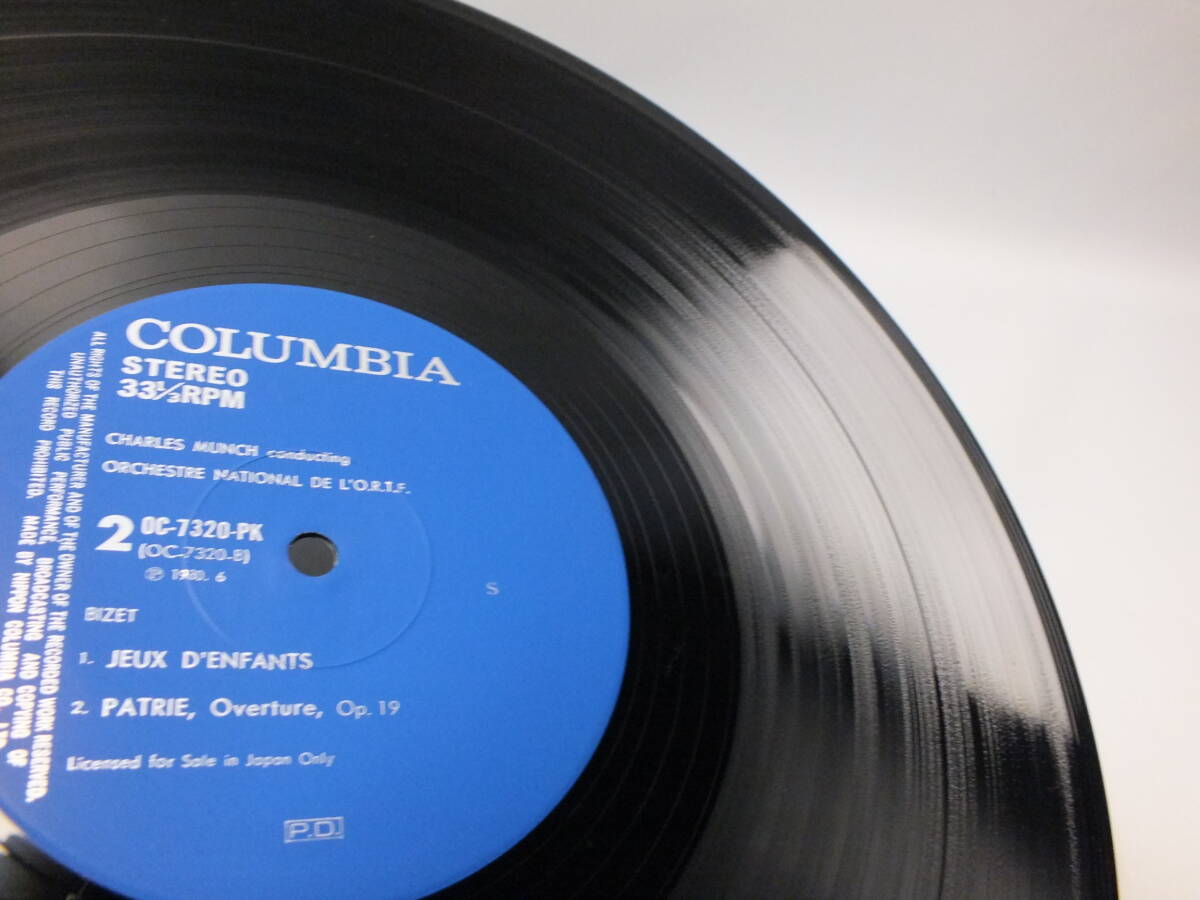 COLUMBIA
STEREO
33⅓RPM
CHARLES MUNCH conducting
ORCHESTRE NATIONAL DE L'O.R.T.F.
2 OC-7320-PK
(OC-7320-B)
℗ 1980. 6
S
BIZET
1. JEUX D'ENFANTS
2. PATRIE, Overture, Op. 19
Licensed for Sale in Japan Only
P.D.
ALL RIGHTS OF THE MANUFACTURER AND OF THE OWNER OF THE RECORDED WORK RESERVED.
UNAUTHORIZED PUBLIC PERFORMANCE, BROADCASTING AND COPYING OF
THIS RECORD PROHIBITED. MADE BY NIPPON COLUMBIA CO., LTD.